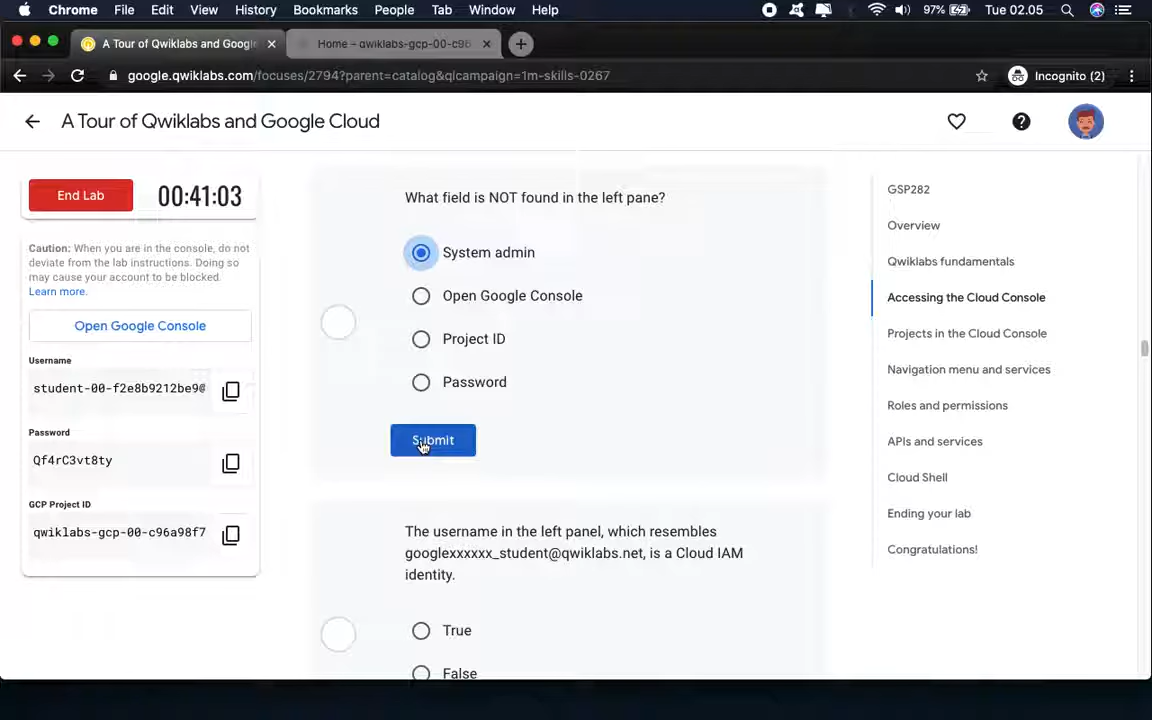 Chrome File Edit View History Bookmarks People Tab Window Help 97% Tue 02.05
A Tour of Qwiklabs and Googl
Home – qwiklabs-gcp-00-c96
google.qwiklabs.com/focuses/2794?parent=catalog&qlcampaign=1m-skills-0267
Incognito (2)
A Tour of Qwiklabs and Google Cloud
End Lab
00:41:03
Caution: When you are in the console, do not
deviate from the lab instructions. Doing so
may cause your account to be blocked.
Learn more.
Open Google Console
Username
student-00-f2e8b9212be9@
Password
Qf4rC3vt8ty
GCP Project ID
qwiklabs-gcp-00-c96a98f7
What field is NOT found in the left pane?
System admin
Open Google Console
Project ID
Password
Submit
The username in the left panel, which resembles
googlexxxxxx_student@qwiklabs.net, is a Cloud IAM
identity.
True
False
GSP282
Overview
Qwiklabs fundamentals
Accessing the Cloud Console
Projects in the Cloud Console
Navigation menu and services
Roles and permissions
APIs and services
Cloud Shell
Ending your lab
Congratulations!